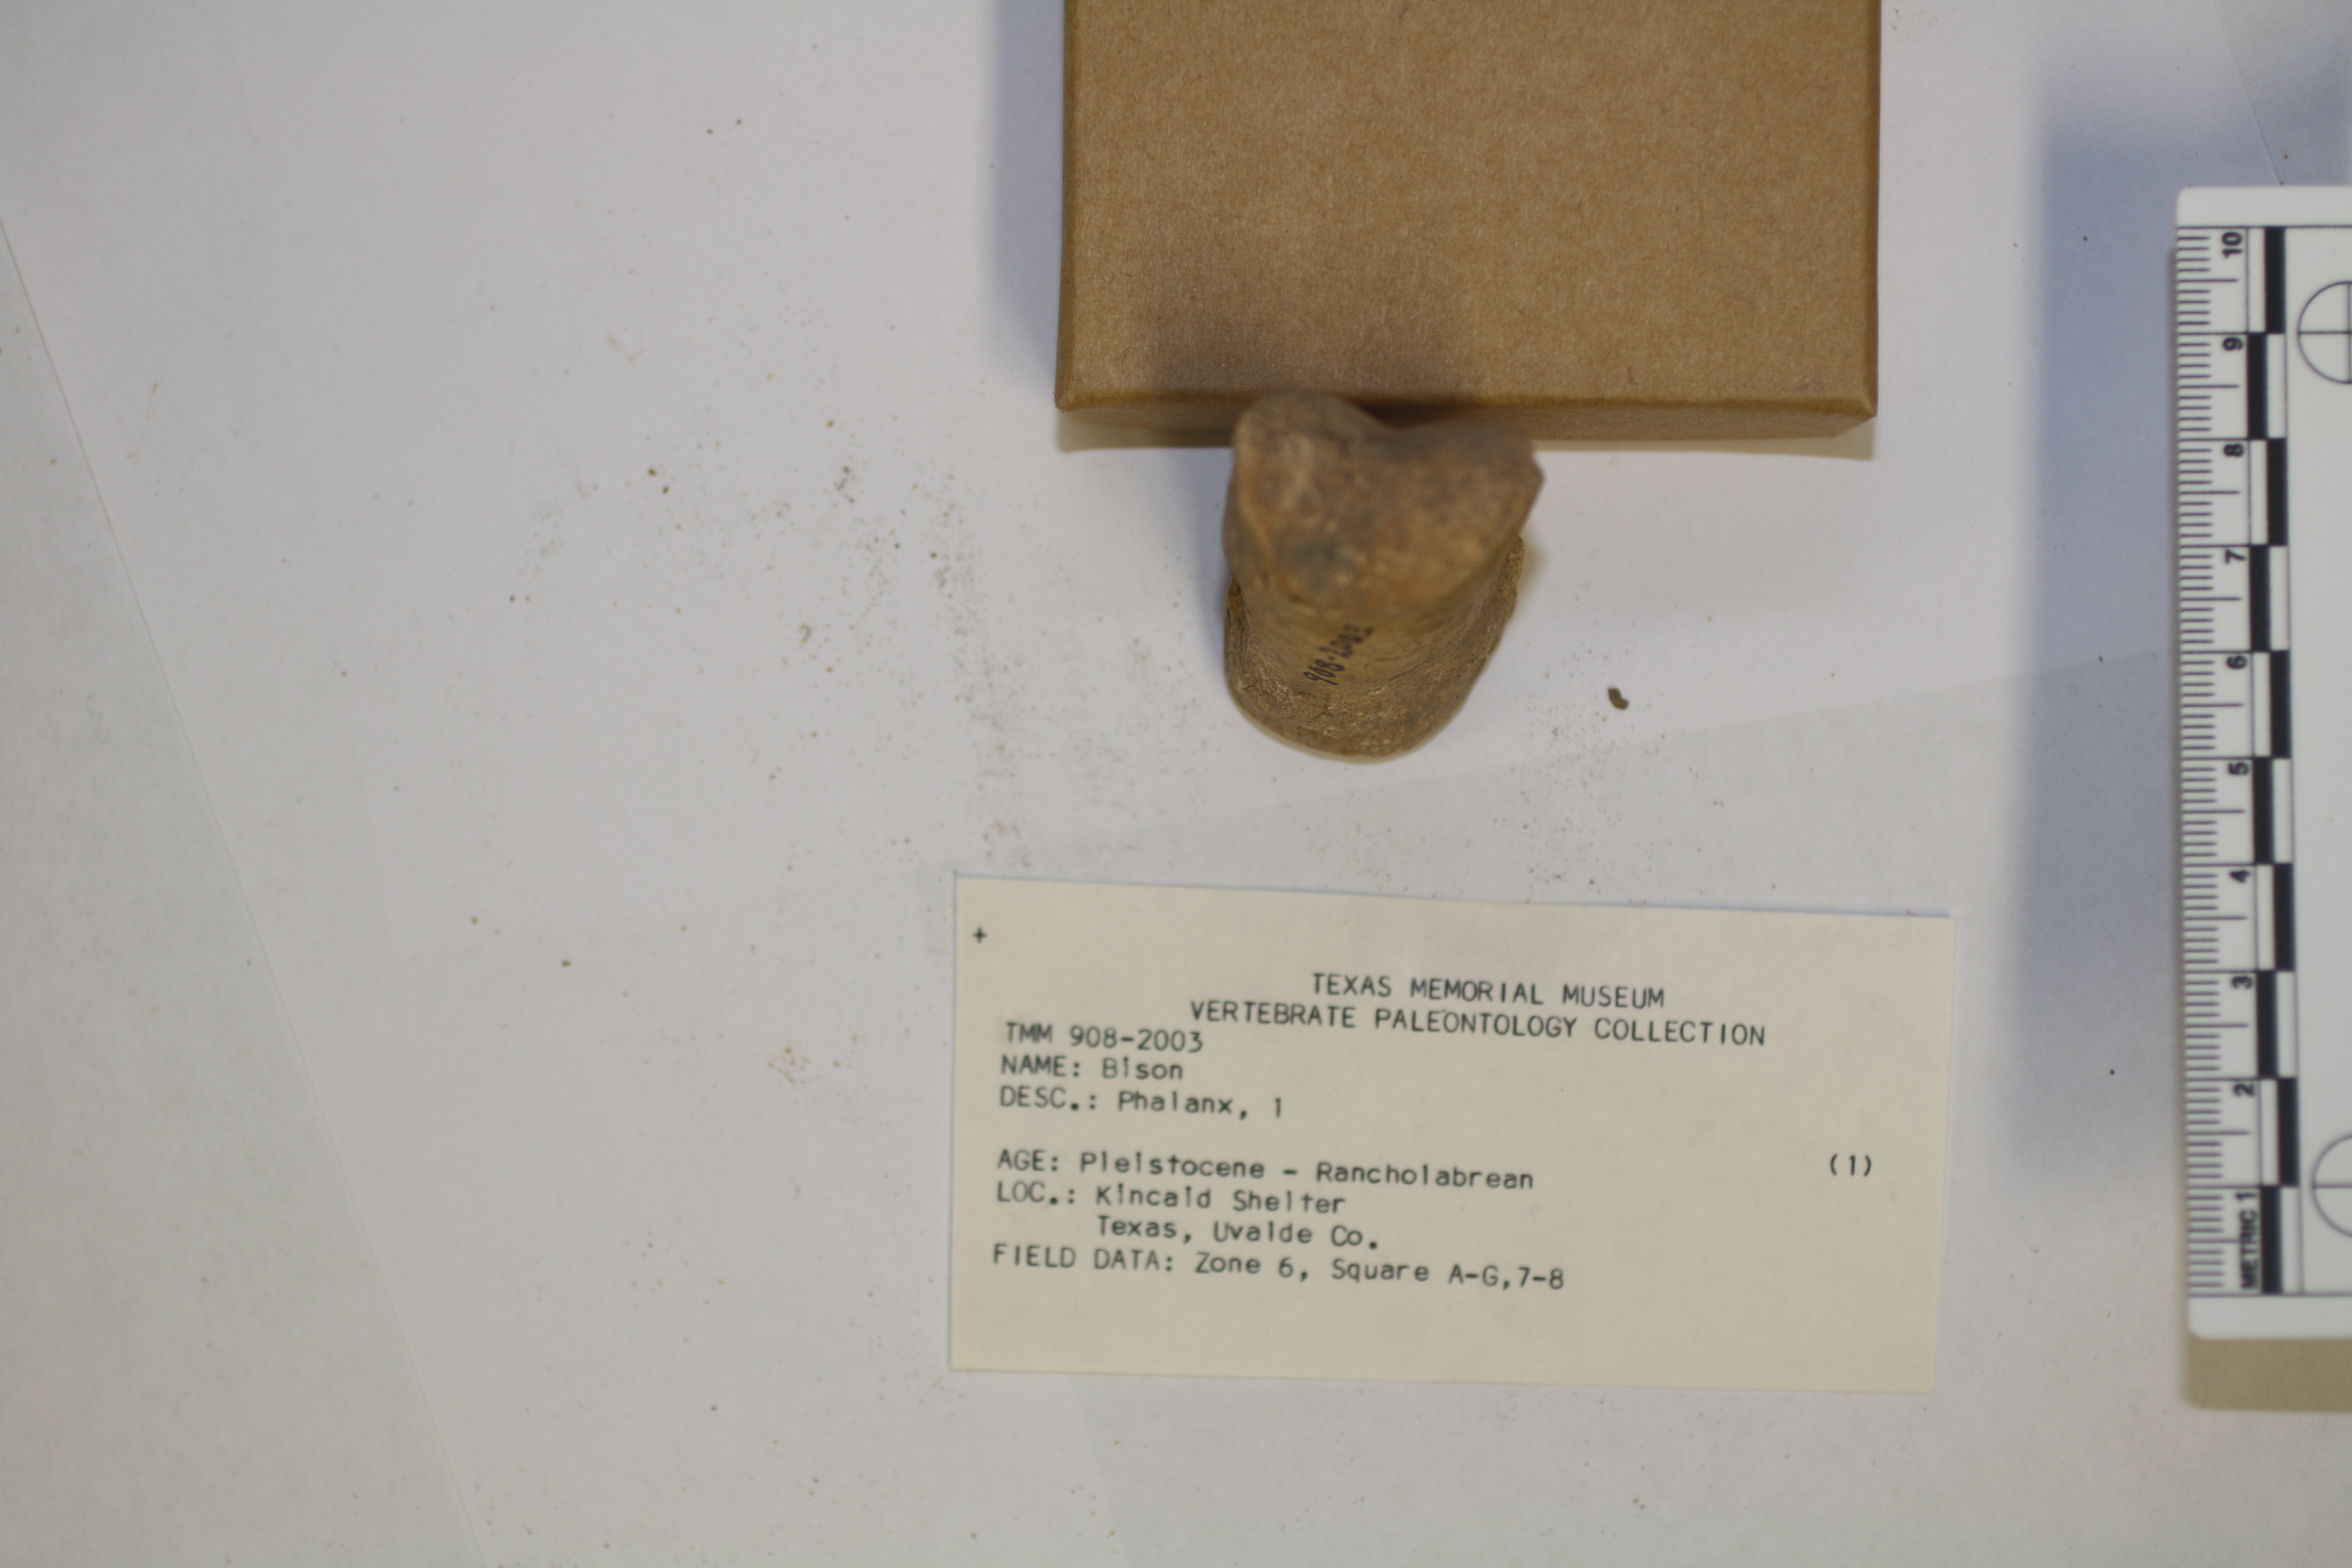 +
TEXAS MEMORIAL MUSEUM
VERTEBRATE PALEONTOLOGY COLLECTION
TMM 908-2003
NAME: Bison
DESC.: Phalanx, 1
(1)
AGE: Pleistocene - Rancholabrean
LOC.: Kincaid Shelter
Texas, Uvalde Co.
FIELD DATA: Zone 6, Square A-G,7-8
908-2003
METRIC 1 2 3 4 5 6 7 8 9 10